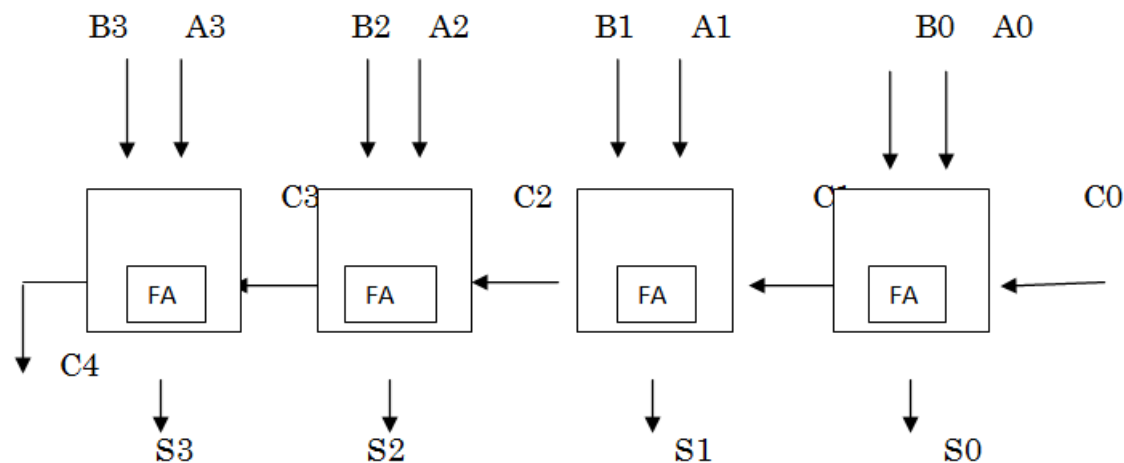 B3 A3 B2 A2 B1 A1 B0 A0
C3 C2 C0
FA FA FA FA
C4
S3 S2 S1 S0